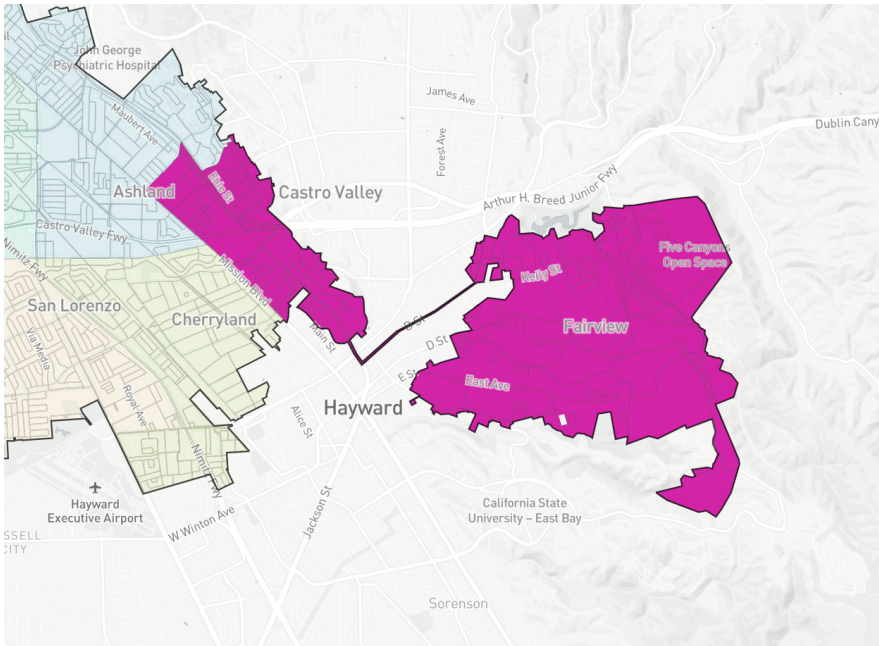 John George
Psychiatric Hospital
James Ave
Maubert Ave
Dublin Cany
Forest Ave
Arthur H. Breed Junior Fwy
Ashland
Elite St
Castro Valley
Castro Valley Fwy
Nimitz Fwy
Mission Blvd
Five Canyons
Open Space
Kelly St
San Lorenzo
Cherryland
Fairview
Main St
B St
D St
Via Media
E St
East Ave
Royal Ave
Hayward
Alice St
Nimitz Fwy
Hayward
Executive Airport
California State
University – East Bay
Jackson St
W Winton Ave
SSELL
CITY
Sorenson